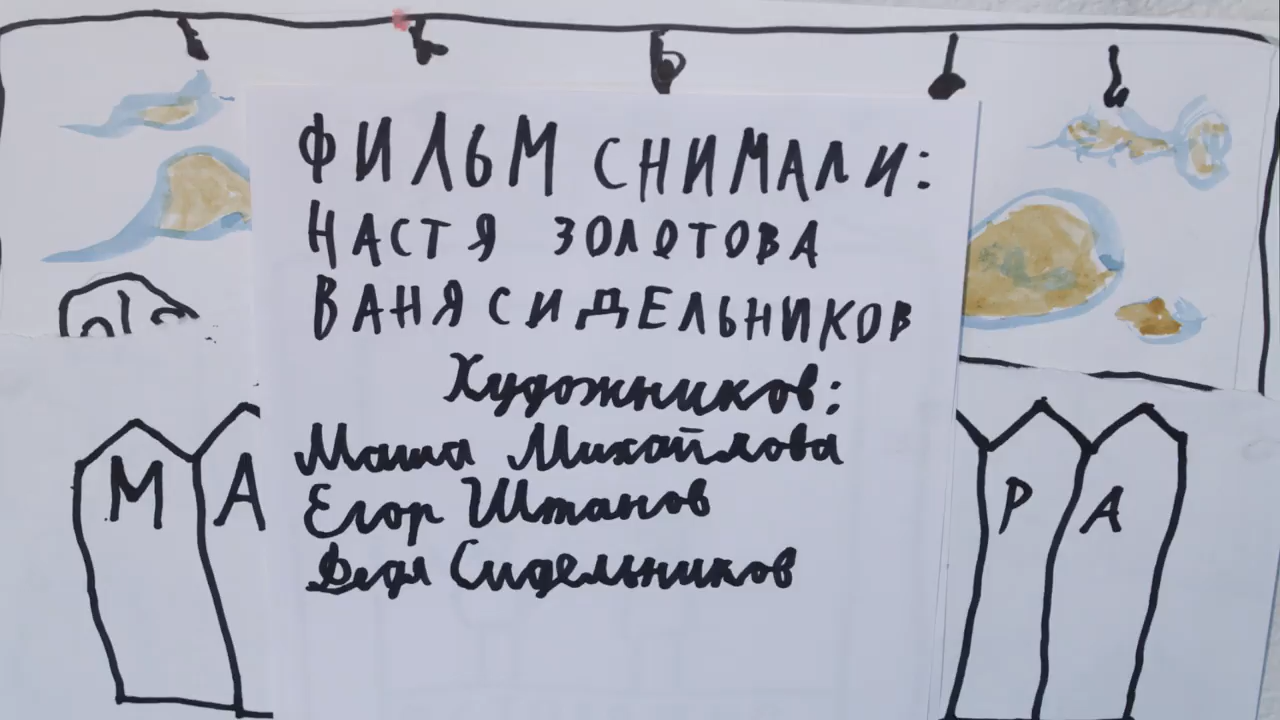 ФИЛЬМ СНИМАЛИ:
НАСТЯ ЗОЛОТОВА
ВАНЯ СИДЕЛЬНИКОВ
Художников:
Маша Михайлова
Егор Штанов
Федя Сидельников
М А
Р А